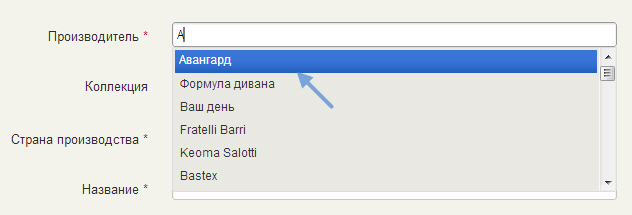 Производитель *
А
Авангард
Коллекция
Формула дивана
Ваш день
Fratelli Barri
Страна производства *
Keoma Salotti
Bastex
Название *